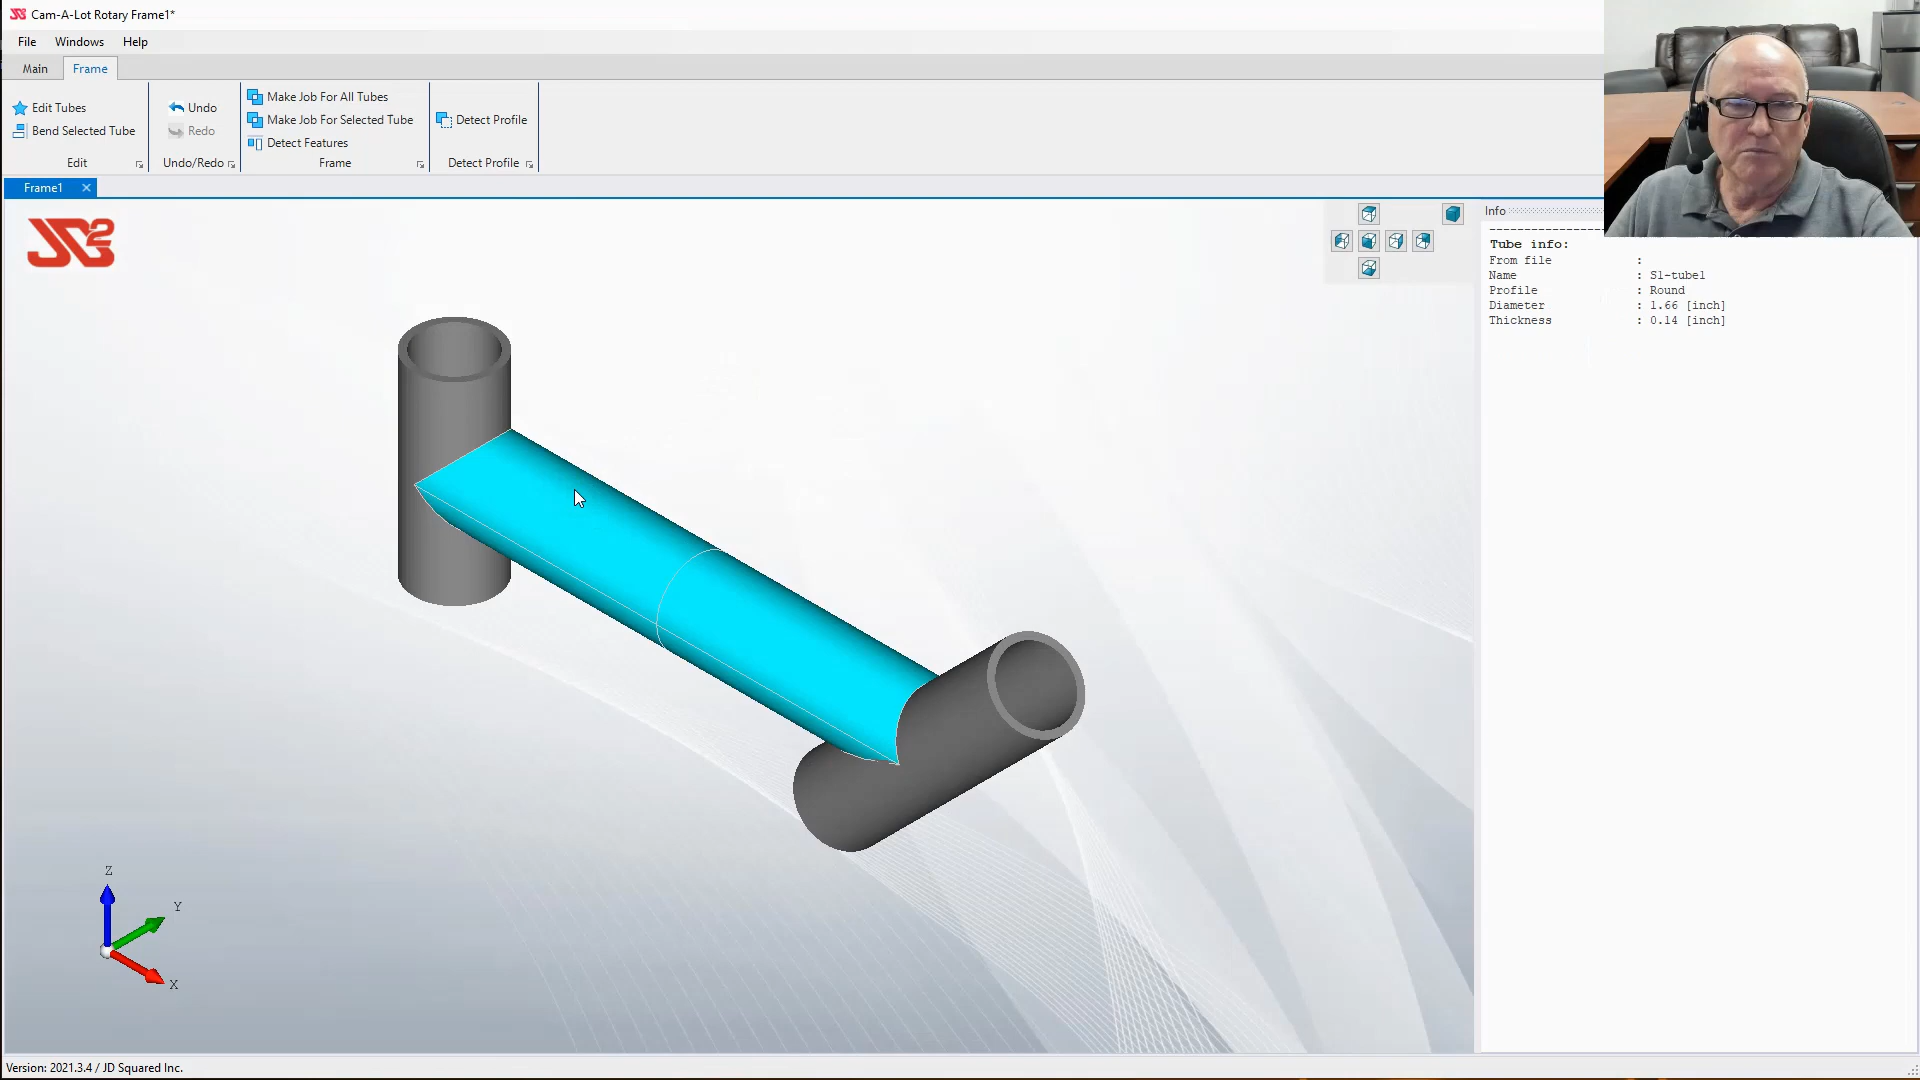 Cam-A-Lot Rotary Frame1*
File Windows Help
Main Frame
Edit Tubes
Bend Selected Tube
Edit
Undo
Redo
Undo/Redo
Make Job For All Tubes
Make Job For Selected Tube
Detect Features
Frame
Detect Profile
Detect Profile
Frame1
JD2
Info
Tube info:
From file :
Name : S1-tube1
Profile : Round
Diameter : 1.66 [inch]
Thickness : 0.14 [inch]
Z
Y
X
Version: 2021.3.4 / JD Squared Inc.